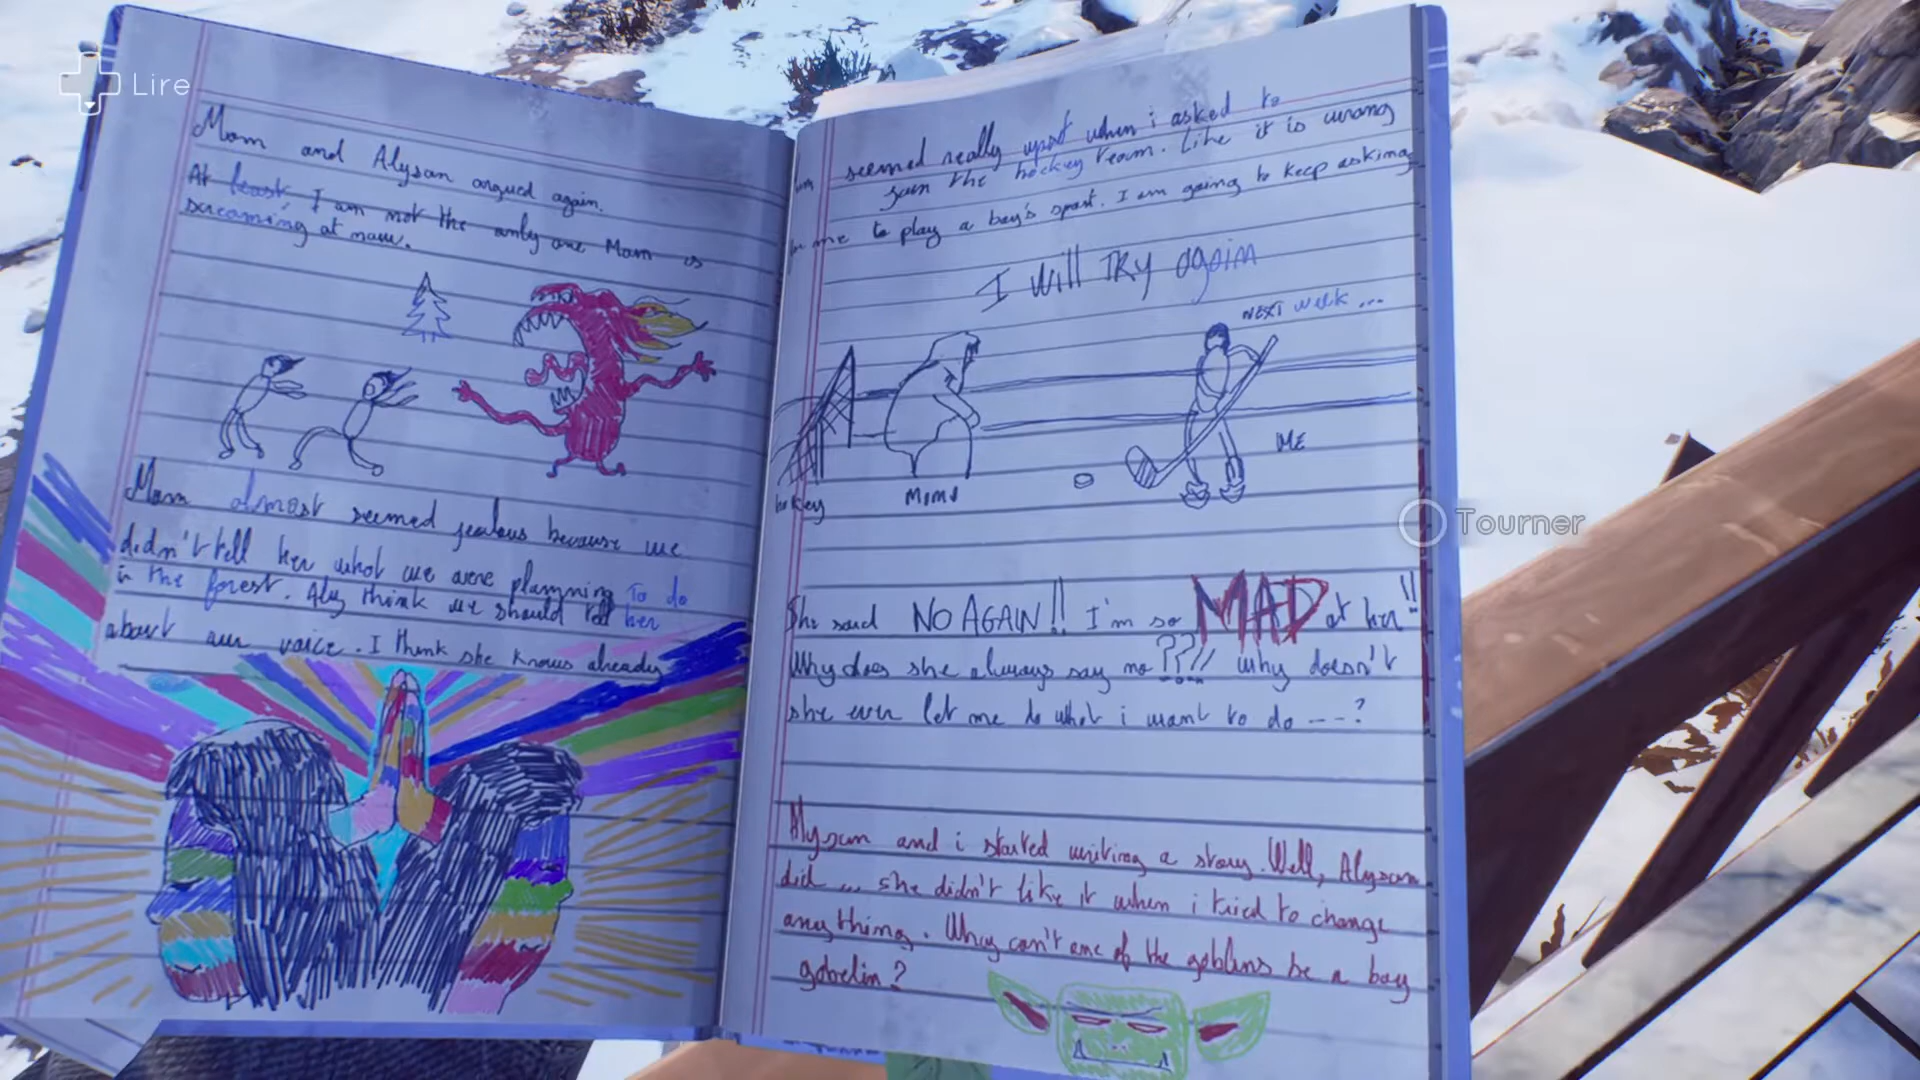 Lire
Mom and Alyson argued again.
At least I am not the only one Mom is
screaming at now.
Mom almost seemed jealous because we
didn't tell her what we were planning to do
in the forest. Aly think we should tell her
about our voice. I think she knows already
seemed really upset when i asked to
join the hockey team. Like it is wrong
me to play a boy's sport. I am going to keep asking
I will TRY again
NEXT week ...
ME
MOM
She said NO AGAIN!! I'm so MAD at her!!
Why does she always say no??!! why doesn't
she ever let me do what i want to do ---?
Alyson and i started writing a story. Well, Alyson
did ... she didn't like it when i tried to change
anything. Why can't one of the goblins be a boy
gobelin?
Tourner